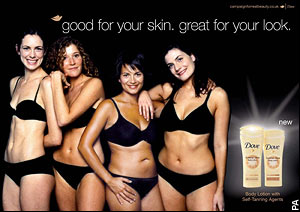 campaignforrealbeauty.co.uk
good for your skin. great for your look.
new
Dove
Dove
Body Lotion with
Self-Tanning Agents
PA